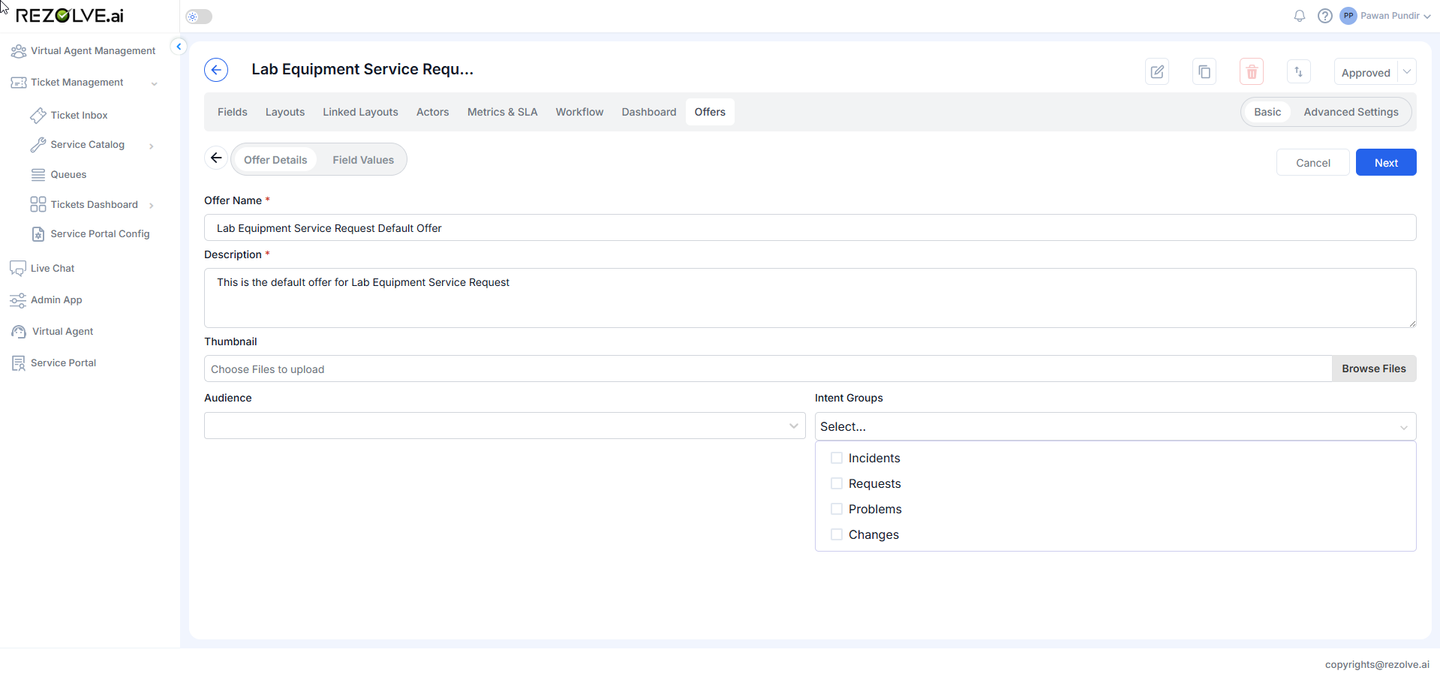 REZOLVE.ai
PP
Pawan Pundir
Virtual Agent Management
Ticket Management
Ticket Inbox
Service Catalog
Queues
Tickets Dashboard
Service Portal Config
Live Chat
Admin App
Virtual Agent
Service Portal
Lab Equipment Service Requ...
Approved
Fields Layouts Linked Layouts Actors Metrics & SLA Workflow Dashboard Offers
Basic Advanced Settings
Offer Details Field Values
Cancel Next
Offer Name *
Lab Equipment Service Request Default Offer
Description *
This is the default offer for Lab Equipment Service Request
Thumbnail
Choose Files to upload Browse Files
Audience
Intent Groups
Select...
Incidents
Requests
Problems
Changes
copyrights@rezolve.ai